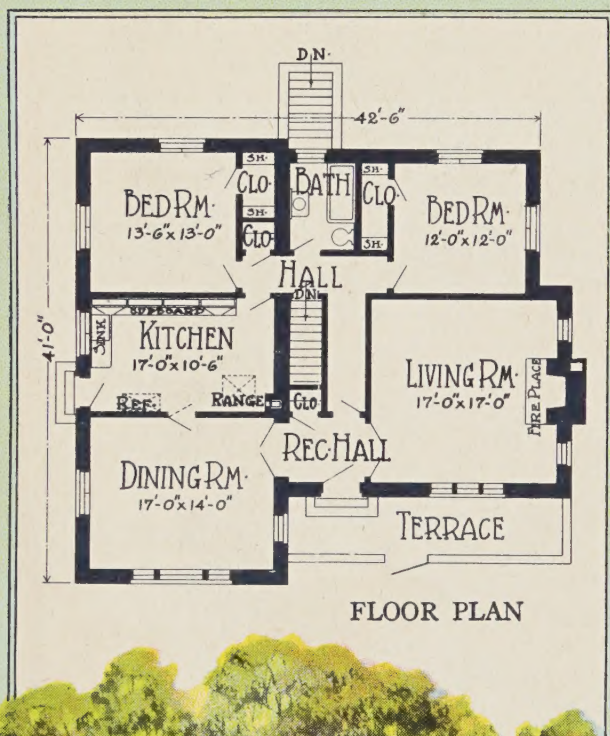 DN·
42'-6"
SH·
CLO·
SH·
BATH
SH·
CLO·
SH·
BED RM·
13'-6" x 13'-0"
BED RM·
12'-0" x 12'-0"
CLO·
HALL
DN·
41'-0"
CUPBOARD
SINK
KITCHEN
17'-0" x 10'-6"
REF·
RANGE
LIVING RM·
17'-0" x 17'-0"
FIRE PLACE
CLO·
REC·HALL
DINING RM·
17'-0" x 14'-0"
TERRACE
FLOOR PLAN